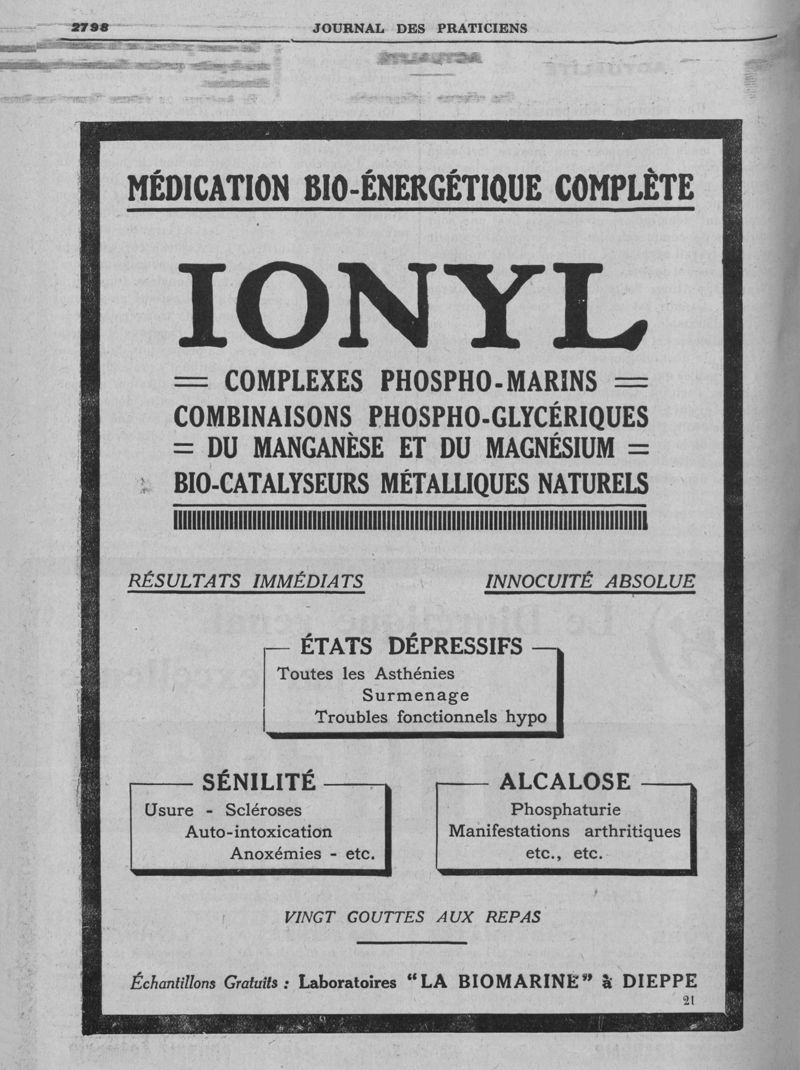 2798 JOURNAL DES PRATICIENS
MÉDICATION BIO-ÉNERGÉTIQUE COMPLÈTE
IONYL
COMPLEXES PHOSPHO-MARINS
COMBINAISONS PHOSPHO-GLYCÉRIQUES
DU MANGANÈSE ET DU MAGNÉSIUM
BIO-CATALYSEURS MÉTALLIQUES NATURELS
RÉSULTATS IMMÉDIATS INNOCUITÉ ABSOLUE
ÉTATS DÉPRESSIFS
Toutes les Asthénies
Surmenage
Troubles fonctionnels hypo
SÉNILITÉ
Usure - Scléroses
Auto-intoxication
Anoxémies - etc.
ALCALOSE
Phosphaturie
Manifestations arthritiques
etc., etc.
VINGT GOUTTES AUX REPAS
Échantillons Gratuits : Laboratoires "LA BIOMARINE" à DIEPPE
21